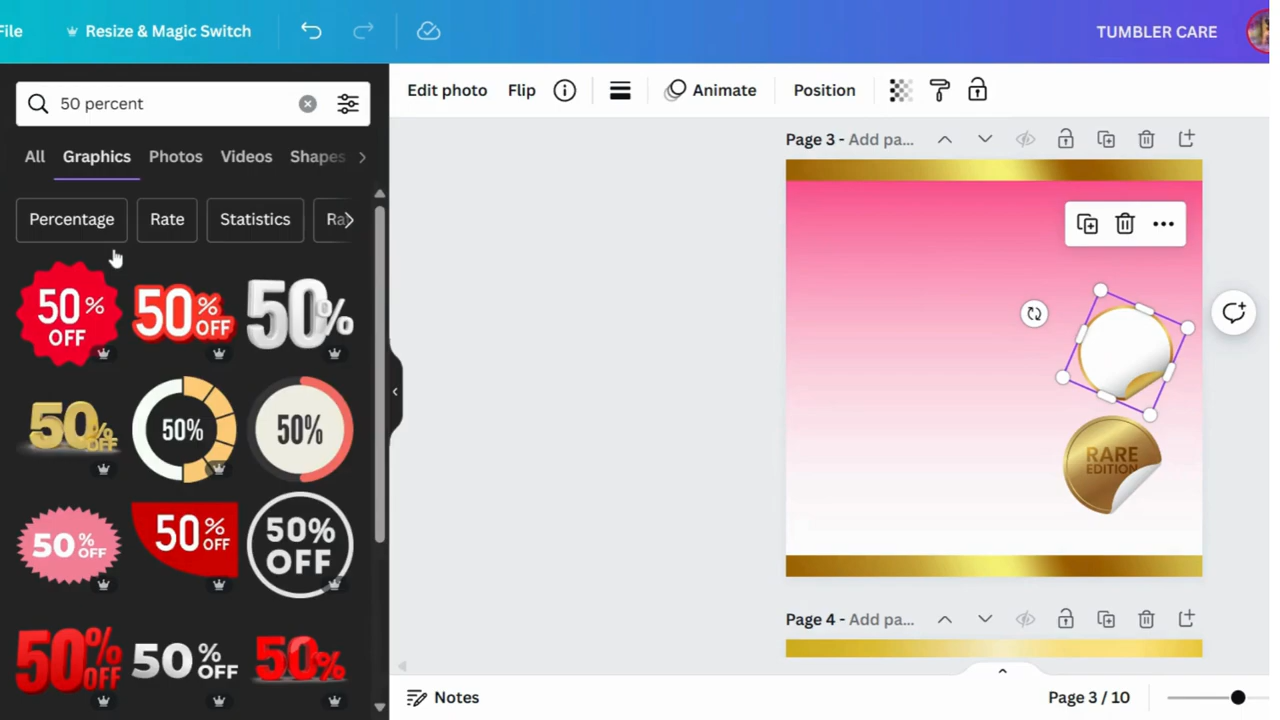 File
Resize & Magic Switch
TUMBLER CARE
50 percent
Edit photo
Flip
Animate
Position
All
Graphics
Photos
Videos
Shapes
Page 3 - Add pa...
Percentage
Rate
Statistics
50%
OFF
50%
OFF
50%
50%
OFF
50%
50%
RARE
EDITION
50%
OFF
50%
OFF
50%
OFF
Page 4 - Add pa...
50%
OFF
50%
OFF
50%
Notes
Page 3 / 10